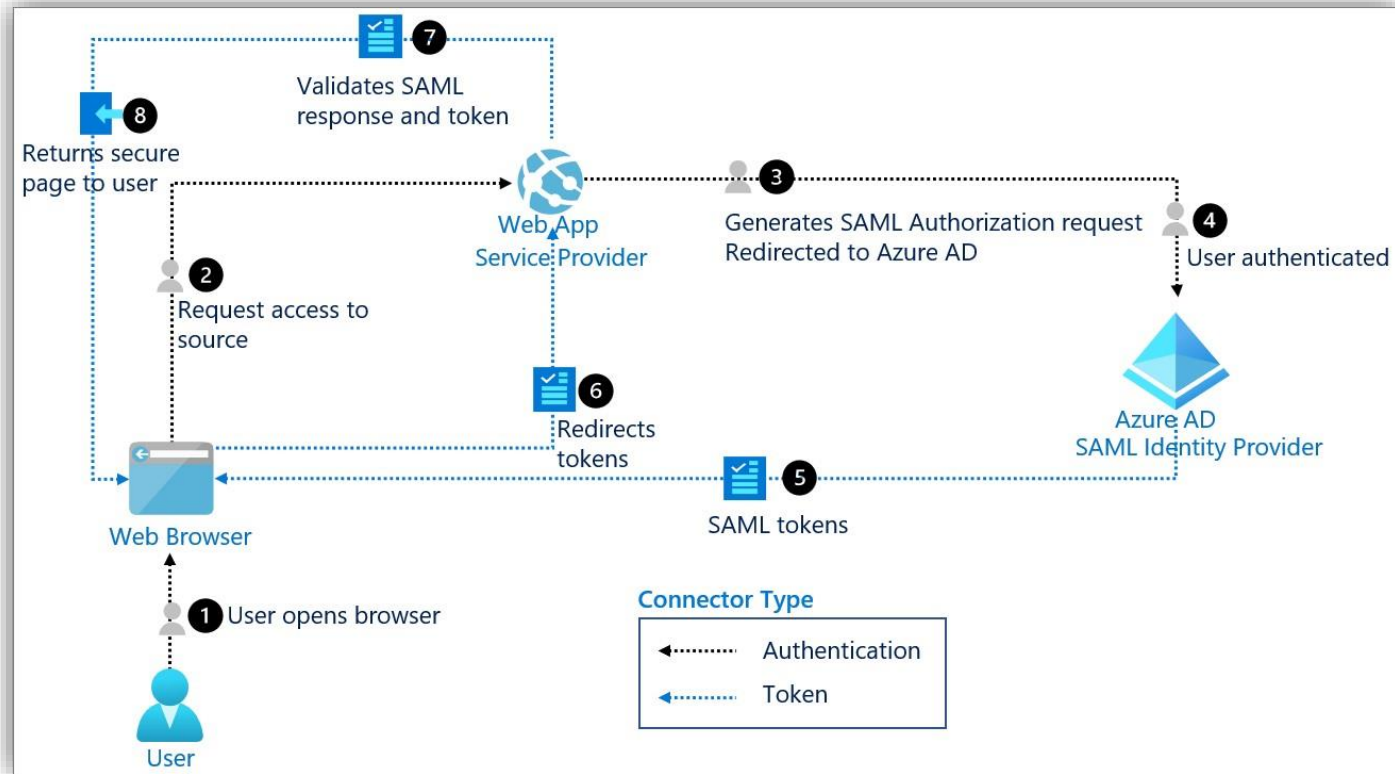 7
Validates SAML
response and token
8
Returns secure
page to user
Web App
Service Provider
3
Generates SAML Authorization request
Redirected to Azure AD
4
User authenticated
2
Request access to
source
6
Redirects
tokens
Azure AD
SAML Identity Provider
5
SAML tokens
Web Browser
1
User opens browser
User
Connector Type
Authentication
Token